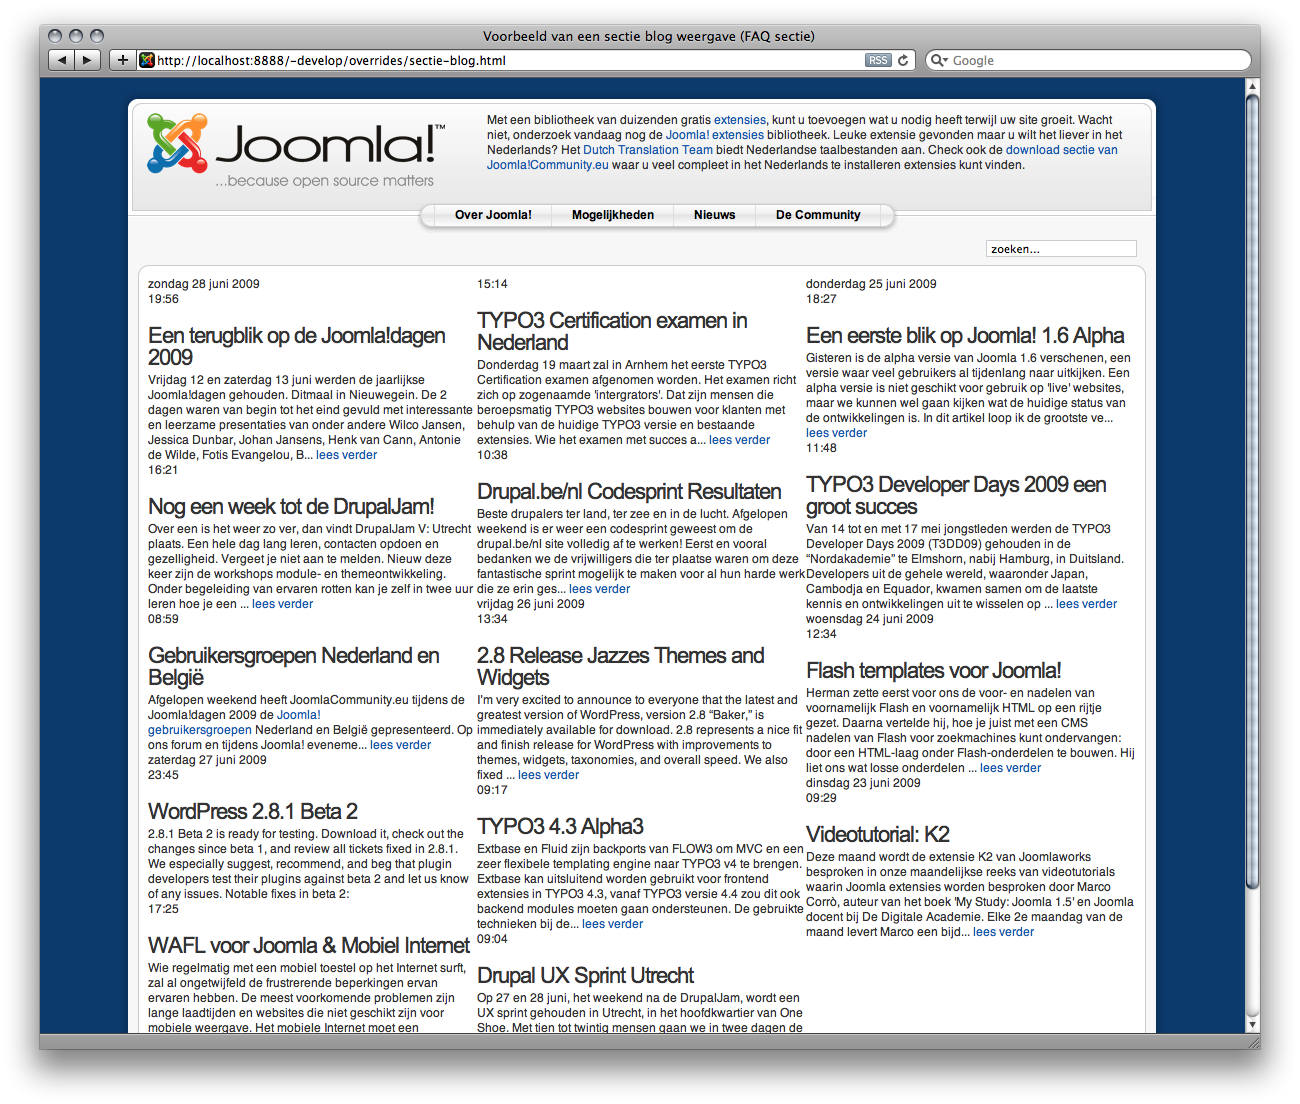 Voorbeeld van een sectie blog weergave (FAQ sectie)
http://localhost:8888/~develop/overrides/sectie-blog.html
RSS
Google
Joomla!™
...because open source matters
Met een bibliotheek van duizenden gratis extensies, kunt u toevoegen wat u nodig heeft terwijl uw site groeit. Wacht
niet, onderzoek vandaag nog de Joomla! extensies bibliotheek. Leuke extensie gevonden maar u wilt het liever in het
Nederlands? Het Dutch Translation Team biedt Nederlandse taalbestanden aan. Check ook de download sectie van
Joomla!Community.eu waar u veel compleet in het Nederlands te installeren extensies kunt vinden.
Over Joomla!
Mogelijkheden
Nieuws
De Community
zoeken...
zondag 28 juni 2009
19:56
Een terugblik op de Joomla!dagen
2009
Vrijdag 12 en zaterdag 13 juni werden de jaarlijkse
Joomla!dagen gehouden. Ditmaal in Nieuwegein. De 2
dagen waren van begin tot het eind gevuld met interessante
en leerzame presentaties van onder andere Wilco Jansen,
Jessica Dunbar, Johan Jansens, Henk van Cann, Antonie
de Wilde, Fotis Evangelou, B... lees verder
16:21
Nog een week tot de DrupalJam!
Over een is het weer zo ver, dan vindt DrupalJam V: Utrecht
plaats. Een hele dag lang leren, contacten opdoen en
gezelligheid. Vergeet je niet aan te melden. Nieuw deze
keer zijn de workshops module- en themeontwikkeling.
Onder begeleiding van ervaren rotten kan je zelf in twee uur
leren hoe je een ... lees verder
08:59
Gebruikersgroepen Nederland en
België
Afgelopen weekend heeft JoomlaCommunity.eu tijdens de
Joomla!dagen 2009 de Joomla!
gebruikersgroepen Nederland en België gepresenteerd. Op
ons forum en tijdens Joomla! eveneme... lees verder
zaterdag 27 juni 2009
23:45
WordPress 2.8.1 Beta 2
2.8.1 Beta 2 is ready for testing. Download it, check out the
changes since beta 1, and review all tickets fixed in 2.8.1.
We especially suggest, recommend, and beg that plugin
developers test their plugins against beta 2 and let us know
of any issues. Notable fixes in beta 2:
17:25
WAFL voor Joomla & Mobiel Internet
Wie regelmatig met een mobiel toestel op het Internet surft,
zal al ongetwijfeld de frustrerende beperkingen ervan
ervaren hebben. De meest voorkomende problemen zijn
lange laadtijden en websites die niet geschikt zijn voor
mobiele weergave. Het mobiele Internet moet een
15:14
TYPO3 Certification examen in
Nederland
Donderdag 19 maart zal in Arnhem het eerste TYPO3
Certification examen afgenomen worden. Het examen richt
zich op zogenaamde 'intergrators'. Dat zijn mensen die
beroepsmatig TYPO3 websites bouwen voor klanten met
behulp van de huidige TYPO3 versie en bestaande
extensies. Wie het examen met succes a... lees verder
10:38
Drupal.be/nl Codesprint Resultaten
Beste drupalers ter land, ter zee en in de lucht. Afgelopen
weekend is er weer een codesprint geweest om de
drupal.be/nl site volledig af te werken! Eerst en vooral
bedanken we de vrijwilligers die ter plaatse waren om deze
fantastische sprint mogelijk te maken voor al hun harde werk
die ze erin ges... lees verder
vrijdag 26 juni 2009
13:34
2.8 Release Jazzes Themes and
Widgets
I'm very excited to announce to everyone that the latest and
greatest version of WordPress, version 2.8 “Baker,” is
immediately available for download. 2.8 represents a nice fit
and finish release for WordPress with improvements to
themes, widgets, taxonomies, and overall speed. We also
fixed ... lees verder
09:17
TYPO3 4.3 Alpha3
Extbase en Fluid zijn backports van FLOW3 om MVC en een
zeer flexibele templating engine naar TYPO3 v4 te brengen.
Extbase kan uitsluitend worden gebruikt voor frontend
extensies in TYPO3 4.3, vanaf TYPO3 versie 4.4 zou dit ook
backend modules moeten gaan ondersteunen. De gebruikte
technieken bij de... lees verder
09:04
Drupal UX Sprint Utrecht
Op 27 en 28 juni, het weekend na de DrupalJam, wordt een
UX sprint gehouden in Utrecht, in het hoofdkwartier van One
Shoe. Met tien tot twintig mensen gaan we in twee dagen de
donderdag 25 juni 2009
18:27
Een eerste blik op Joomla! 1.6 Alpha
Gisteren is de alpha versie van Joomla 1.6 verschenen, een
versie waar veel gebruikers al tijdenlang naar uitkijken. Een
alpha versie is niet geschikt voor gebruik op 'live' websites,
maar we kunnen wel gaan kijken wat de huidige status van
de ontwikkelingen is. In dit artikel loop ik de grootste ve...
lees verder
11:48
TYPO3 Developer Days 2009 een
groot succes
Van 14 tot en met 17 mei jongstleden werden de TYPO3
Developer Days 2009 (T3DD09) gehouden in de
“Nordakademie” te Elmshorn, nabij Hamburg, in Duitsland.
Developers uit de gehele wereld, waaronder Japan,
Cambodja en Equador, kwamen samen om de laatste
kennis en ontwikkelingen uit te wisselen op ... lees verder
woensdag 24 juni 2009
12:34
Flash templates voor Joomla!
Herman zette eerst voor ons de voor- en nadelen van
voornamelijk Flash en voornamelijk HTML op een rijtje
gezet. Daarna vertelde hij, hoe je juist met een CMS
nadelen van Flash voor zoekmachines kunt ondervangen:
door een HTML-laag onder Flash-onderdelen te bouwen. Hij
liet ons wat losse onderdelen ... lees verder
dinsdag 23 juni 2009
09:29
Videotutorial: K2
Deze maand wordt de extensie K2 van Joomlaworks
besproken in onze maandelijkse reeks van videotutorials
waarin Joomla extensies worden besproken door Marco
Corrò, auteur van het boek 'My Study: Joomla 1.5' en Joomla
docent bij De Digitale Academie. Elke 2e maandag van de
maand levert Marco een bijd... lees verder